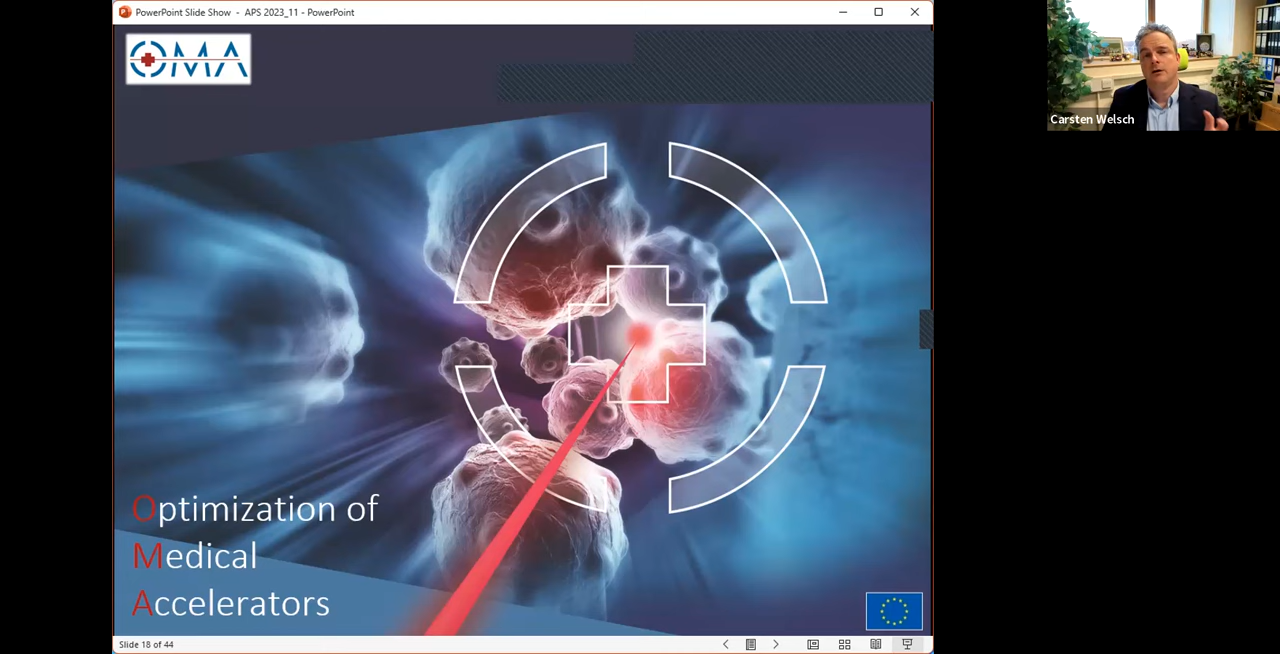 PowerPoint Slide Show - APS 2023_11 - PowerPoint
OMA
Carsten Welsch
Optimization of
Medical
Accelerators
Slide 18 of 44